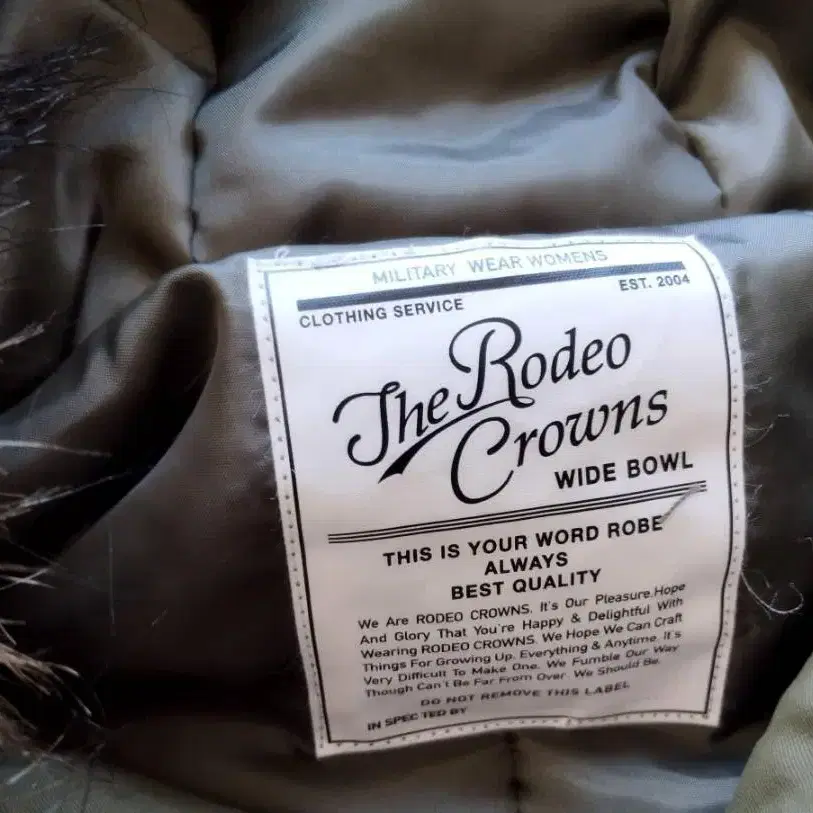 MILITARY WEAR WOMENS
CLOTHING SERVICE EST. 2004
The Rodeo
Crowns
WIDE BOWL
THIS IS YOUR WORD ROBE
ALWAYS
BEST QUALITY
We Are RODEO CROWNS. It's Our Pleasure.Hope
And Glory That You're Happy & Delightful With
Wearing RODEO CROWNS. We Hope We Can Craft
Things For Growing Up. Everything & Anytime. It's
Very Difficult To Make One. We Fumble Our Way
Though Can't Be Far From Over. We Should Be.
DO NOT REMOVE THIS LABEL
IN SPEC TED BY